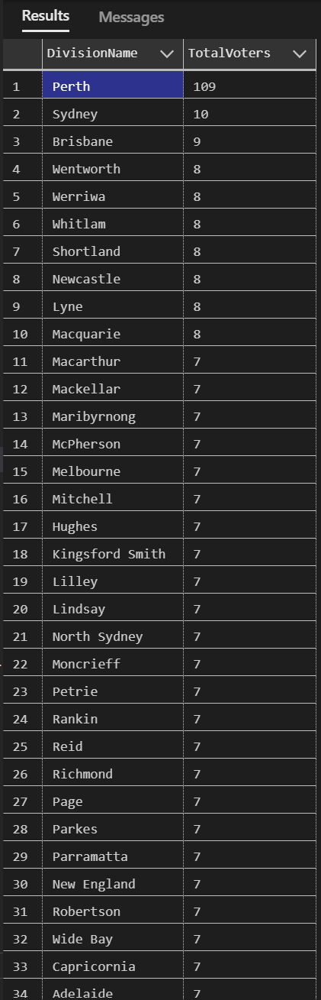 Results Messages
DivisionName TotalVoters
1 Perth 109
2 Sydney 10
3 Brisbane 9
4 Wentworth 8
5 Werriwa 8
6 Whitlam 8
7 Shortland 8
8 Newcastle 8
9 Lyne 8
10 Macquarie 8
11 Macarthur 7
12 Mackellar 7
13 Maribyrnong 7
14 McPherson 7
15 Melbourne 7
16 Mitchell 7
17 Hughes 7
18 Kingsford Smith 7
19 Lilley 7
20 Lindsay 7
21 North Sydney 7
22 Moncrieff 7
23 Petrie 7
24 Rankin 7
25 Reid 7
26 Richmond 7
27 Page 7
28 Parkes 7
29 Parramatta 7
30 New England 7
31 Robertson 7
32 Wide Bay 7
33 Capricornia 7
34 Adelaide 7